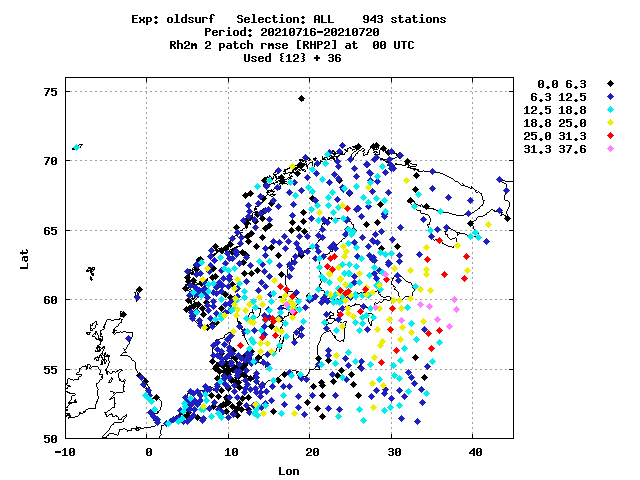 Exp: oldsurf   Selection: ALL    943 stations
Period: 20210716-20210720
Rh2m 2 patch rmse [RHP2] at  00 UTC
Used {12} + 36
0.0 6.3
6.3 12.5
12.5 18.8
18.8 25.0
25.0 31.3
31.3 37.6
75
70
65
60
55
50
Lat
-10 0 10 20 30 40
Lon